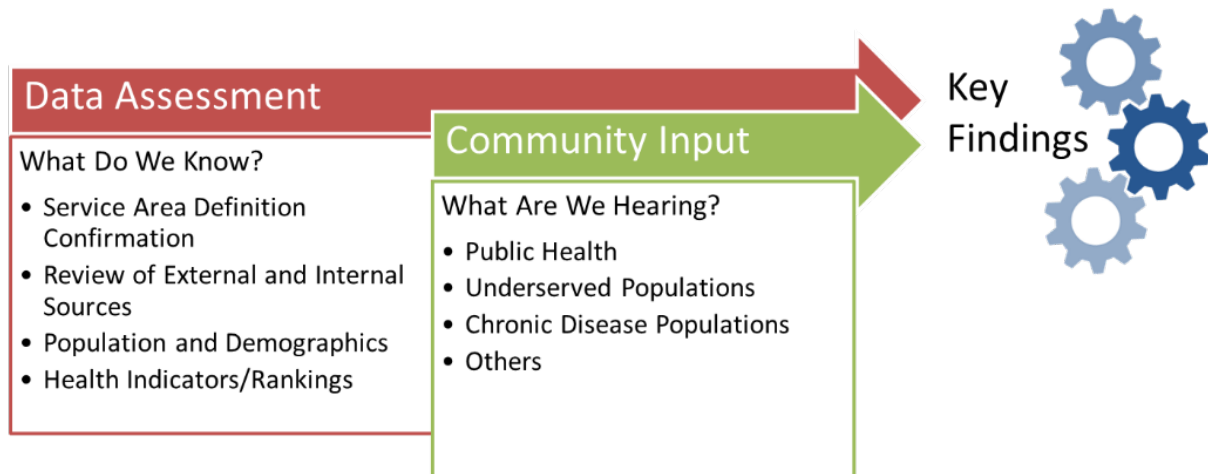 Data Assessment
What Do We Know?
• Service Area Definition
Confirmation
• Review of External and Internal
Sources
• Population and Demographics
• Health Indicators/Rankings
Community Input
What Are We Hearing?
• Public Health
• Underserved Populations
• Chronic Disease Populations
• Others
Key
Findings